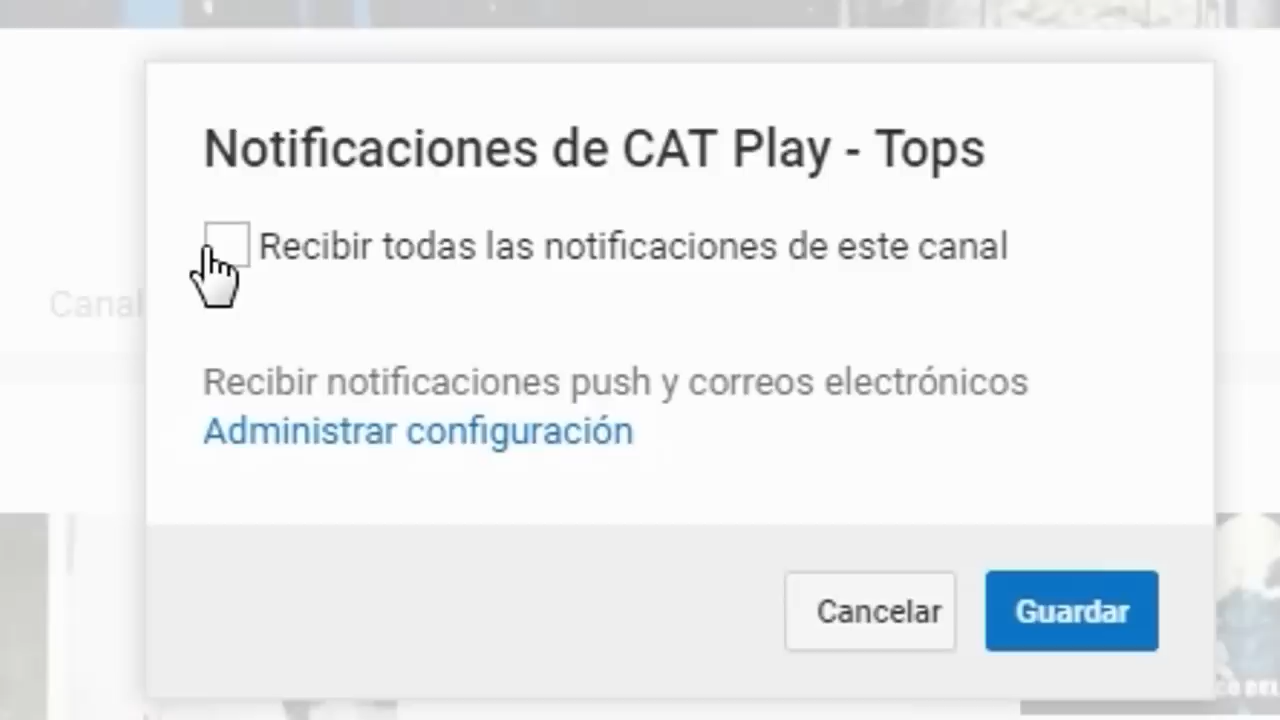 Notificaciones de CAT Play - Tops
Recibir todas las notificaciones de este canal
Canal
Recibir notificaciones push y correos electrónicos
Administrar configuración
Cancelar
Guardar